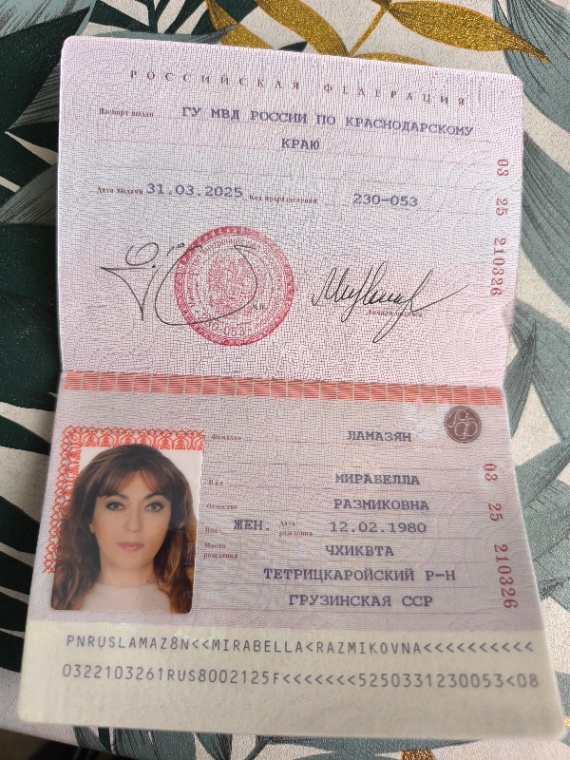 РОССИЙСКАЯ ФЕДЕРАЦИЯ
Паспорт выдан ГУ МВД РОССИИ ПО КРАСНОДАРСКОМУ
КРАЮ
Дата выдачи 31.03.2025 Код подразделения 230-053
03 25 210326
Личная подпись
Фамилия ЛАМАЗЯН
Имя МИРАБЕЛЛА
Отчество РАЗМИКОВНА
Пол ЖЕН. Дата рождения 12.02.1980
Место рождения ЧХИКВТА
ТЕТРИЦКАРОЙСКИЙ Р-Н
ГРУЗИНСКАЯ ССР
03 25 210326
PNRUSLAMAZ8N<<MIRABELLA<RAZMIKOVNA<<<<<<<<<<
0322103261RUS8002125F<<<<<<<5250331230053<08